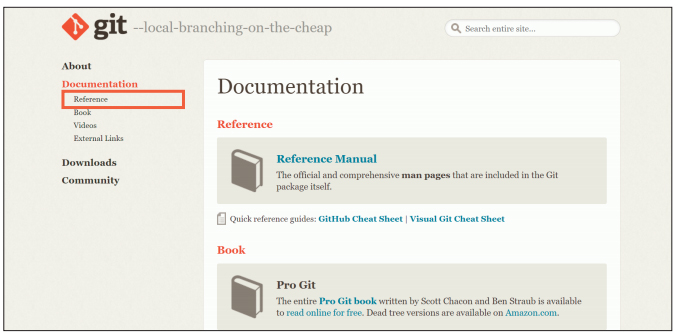 git --local-branching-on-the-cheap
Search entire site...
About
Documentation
Reference
Book
Videos
External Links
Downloads
Community
Documentation
Reference
Reference Manual
The official and comprehensive man pages that are included in the Git
package itself.
Quick reference guides: GitHub Cheat Sheet | Visual Git Cheat Sheet
Book
Pro Git
The entire Pro Git book written by Scott Chacon and Ben Straub is available
to read online for free. Dead tree versions are available on Amazon.com.